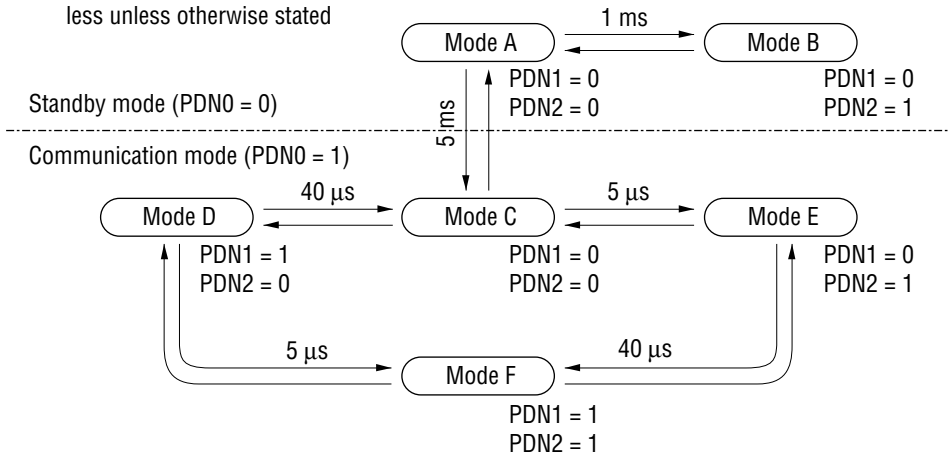 less unless otherwise stated
1 ms
Mode A
Mode B
PDN1 = 0
PDN2 = 0
PDN1 = 0
PDN2 = 1
Standby mode (PDN0 = 0)
5 ms
Communication mode (PDN0 = 1)
40 μs
5 μs
Mode D
Mode C
Mode E
PDN1 = 1
PDN2 = 0
PDN1 = 0
PDN2 = 0
PDN1 = 0
PDN2 = 1
5 μs
40 μs
Mode F
PDN1 = 1
PDN2 = 1